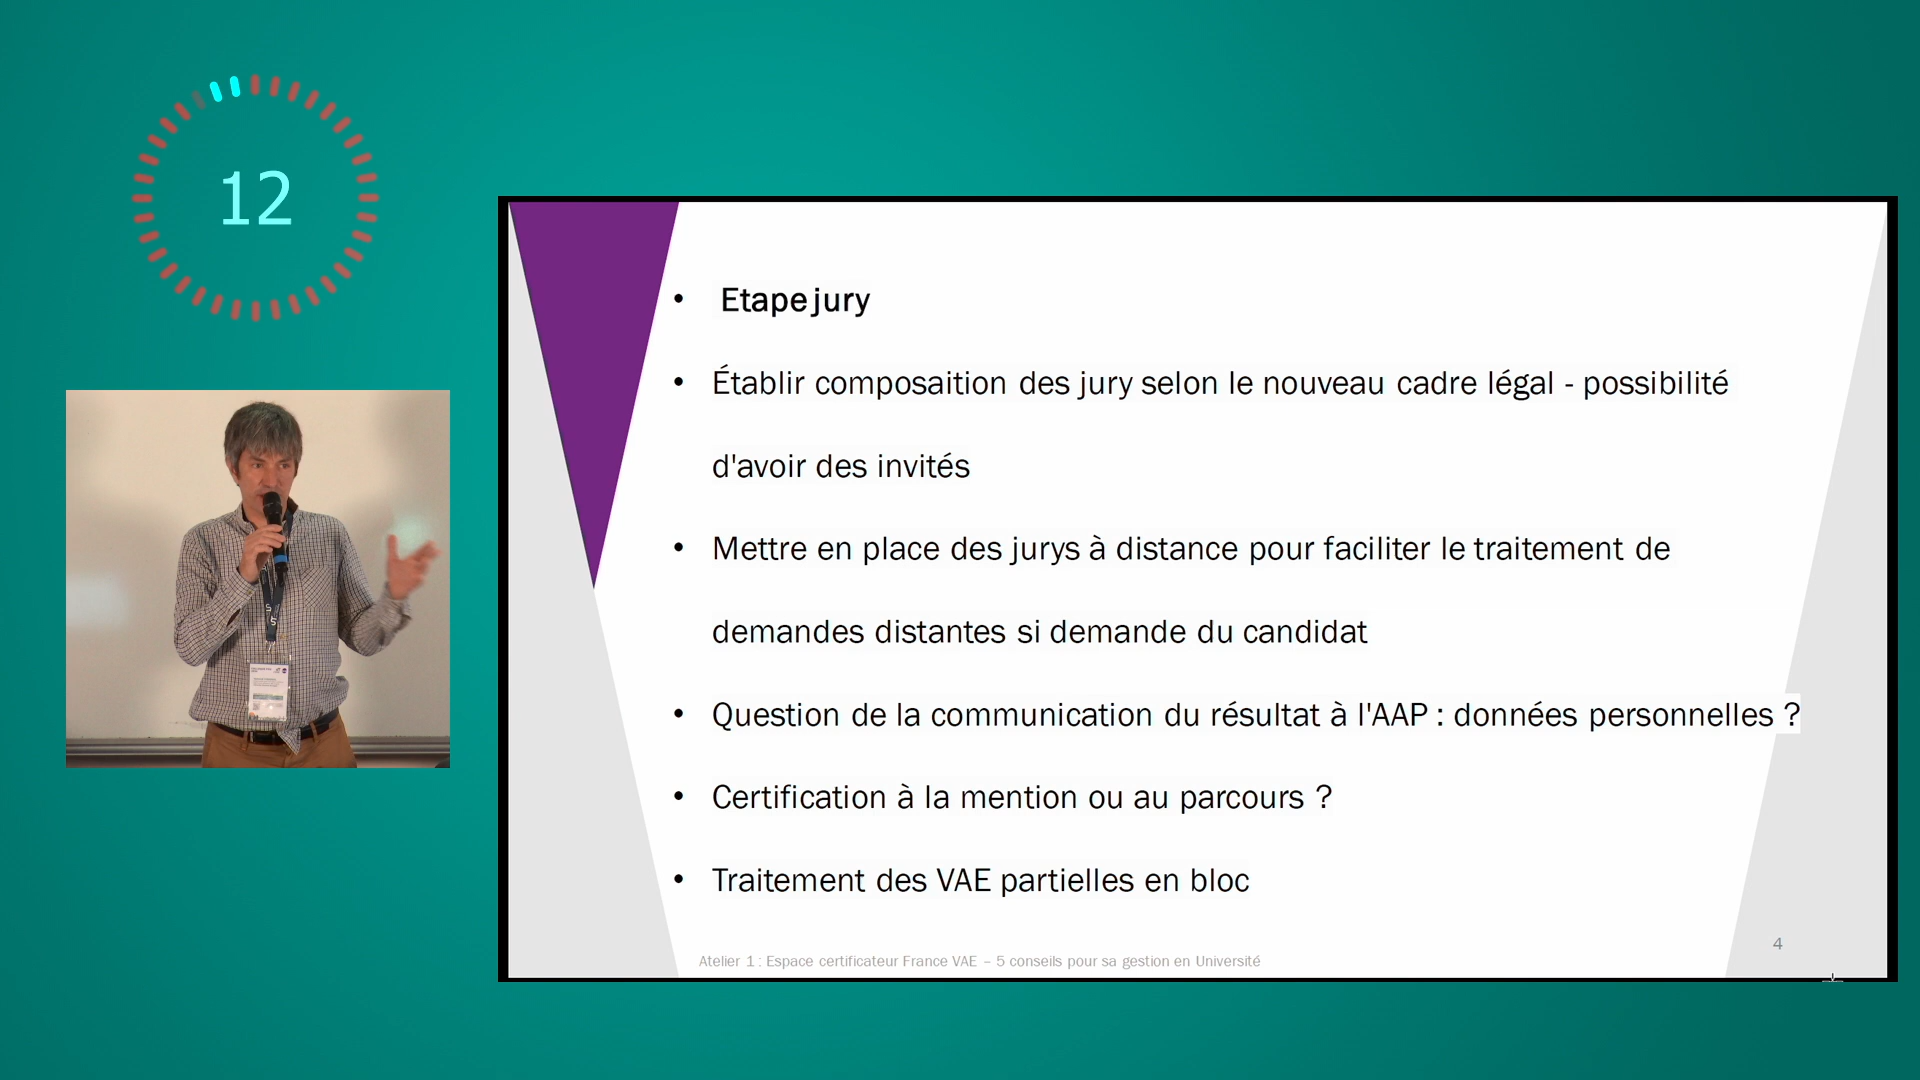 12
• Etape jury
• Établir composaition des jury selon le nouveau cadre légal - possibilité
d'avoir des invités
• Mettre en place des jurys à distance pour faciliter le traitement de
demandes distantes si demande du candidat
• Question de la communication du résultat à l'AAP : données personnelles ?
• Certification à la mention ou au parcours ?
• Traitement des VAE partielles en bloc
4
Atelier 1 : Espace certificateur France VAE – 5 conseils pour sa gestion en Université